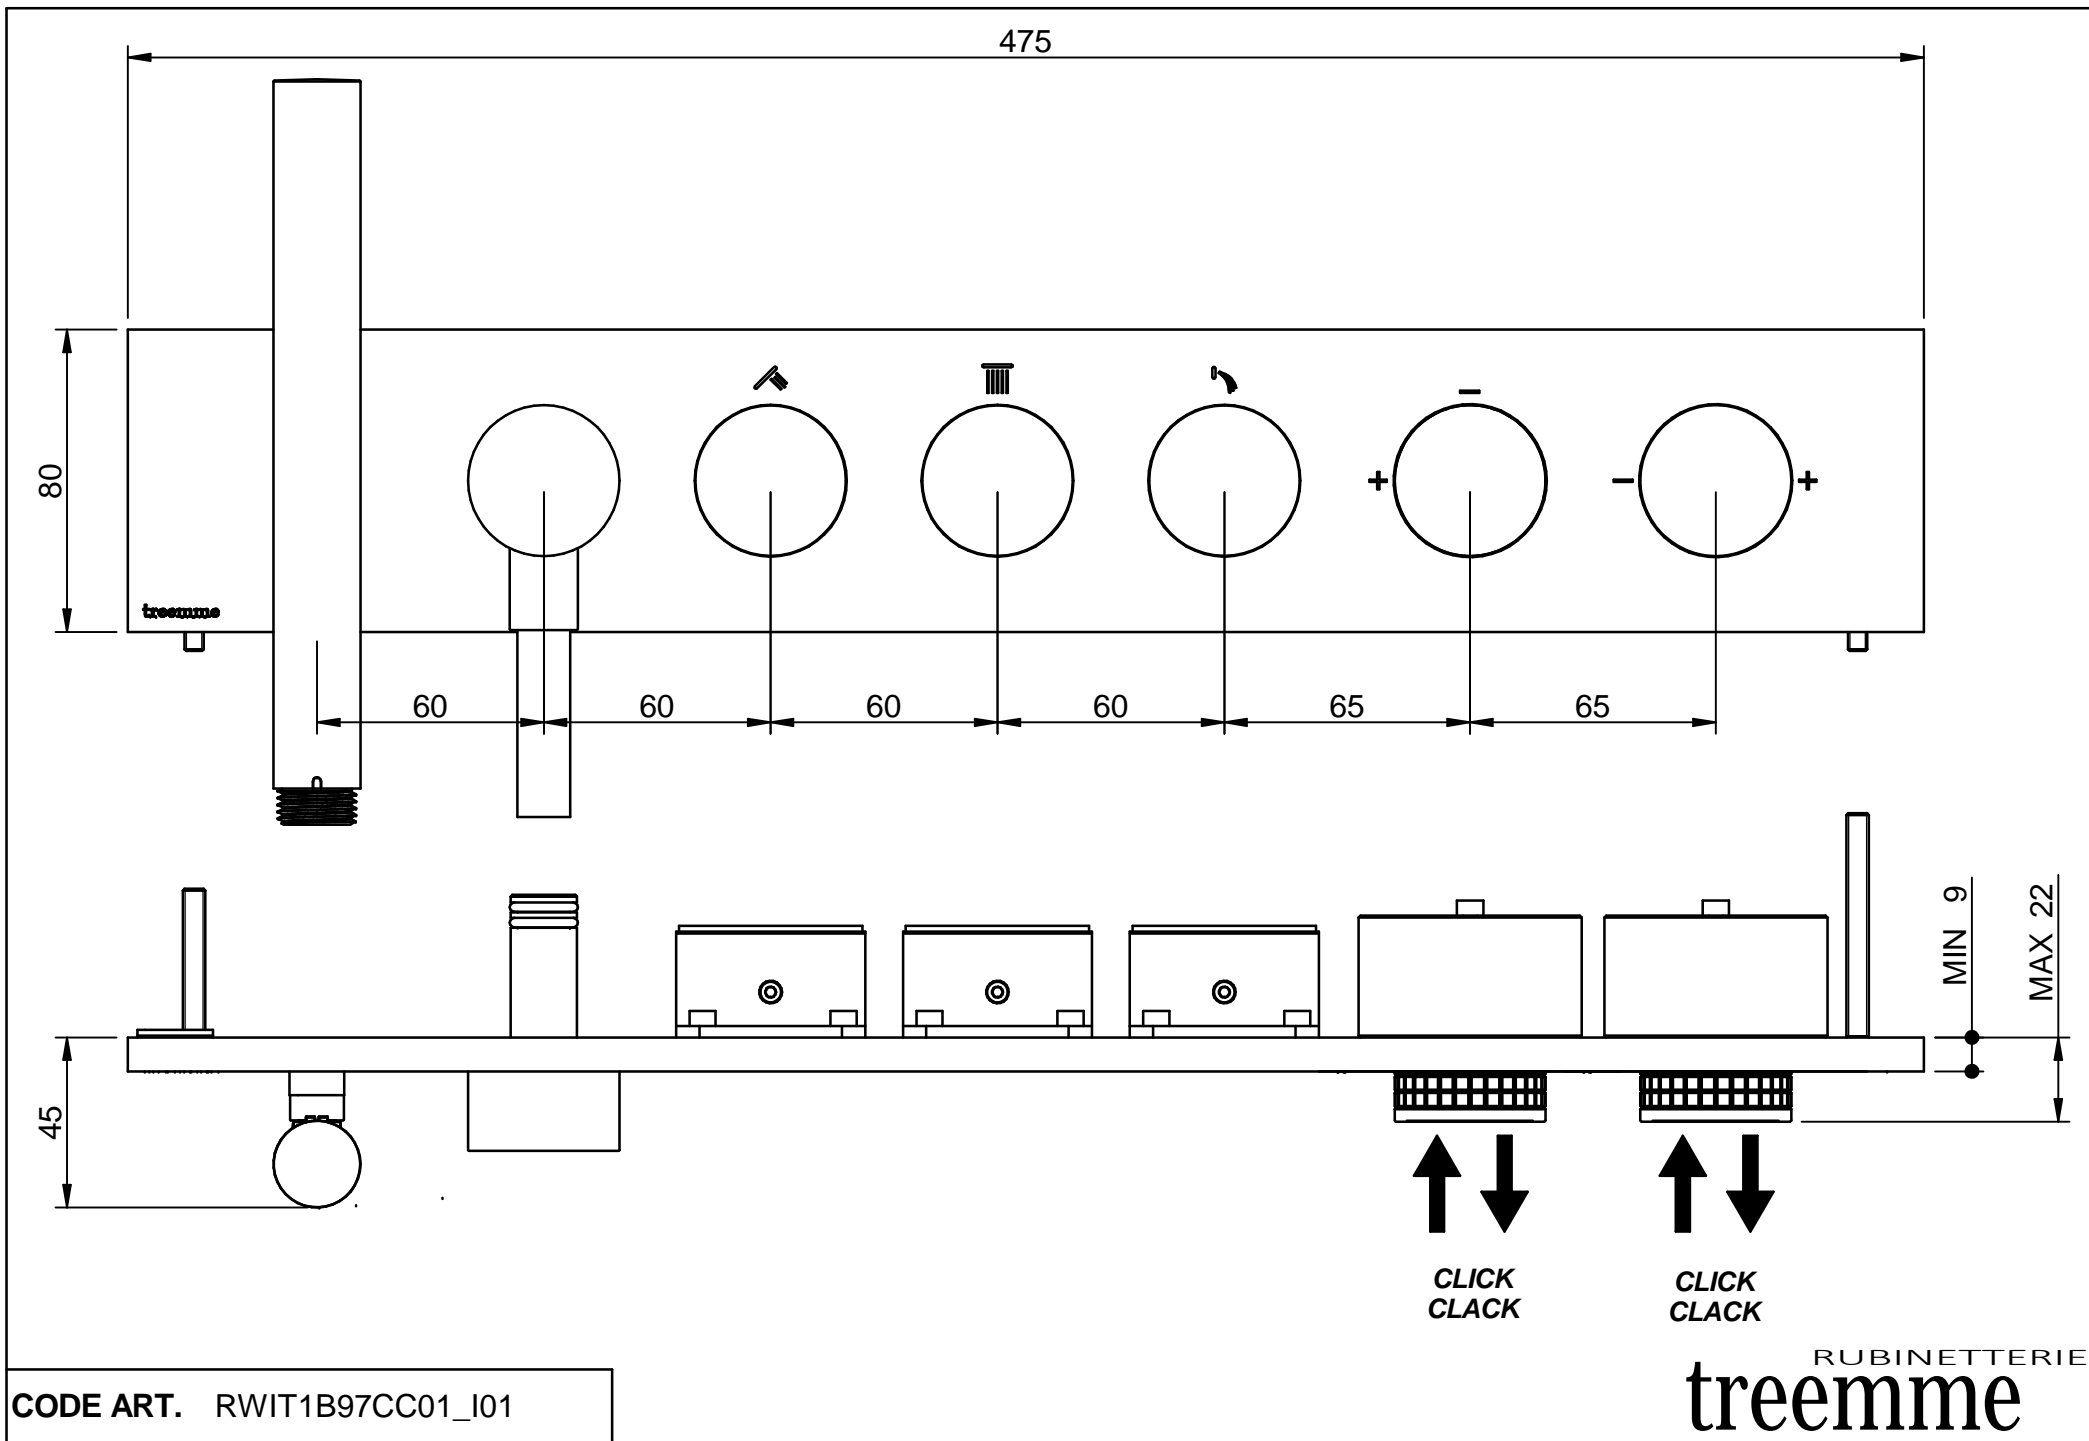 475
80
treemme
60 60 60 60 65 65
MIN 9
MAX 22
45
CLICK CLACK
CLICK CLACK
RUBINETTERIE
treemme
CODE ART. RWIT1B97CC01_I01